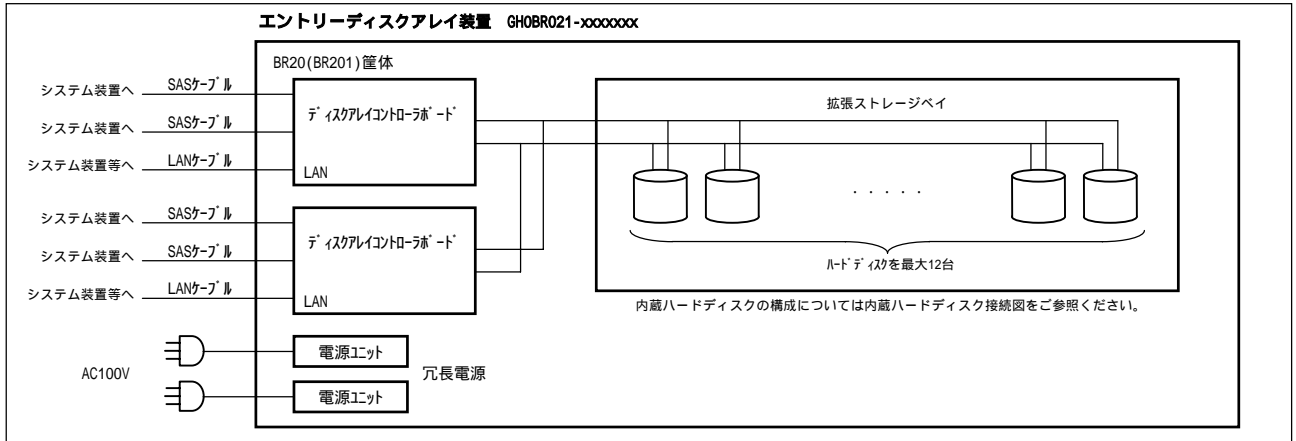 エントリーディスクアレイ装置 GH0BR021-xxxxxxx
BR20(BR201)筐体
システム装置へ SASｹｰﾌﾞﾙ
システム装置へ SASｹｰﾌﾞﾙ
システム装置等へ LANｹｰﾌﾞﾙ
ﾃﾞｨｽｸｱﾚｲｺﾝﾄﾛｰﾗﾎﾞｰﾄﾞ
LAN
拡張ストレージベイ
・・・・・
ﾊｰﾄﾞﾃﾞｨｽｸを最大12台
内蔵ハードディスクの構成については内蔵ハードディスク接続図をご参照ください。
システム装置へ SASｹｰﾌﾞﾙ
システム装置へ SASｹｰﾌﾞﾙ
システム装置等へ LANｹｰﾌﾞﾙ
ﾃﾞｨｽｸｱﾚｲｺﾝﾄﾛｰﾗﾎﾞｰﾄﾞ
LAN
AC100V
電源ﾕﾆｯﾄ
電源ﾕﾆｯﾄ
冗長電源